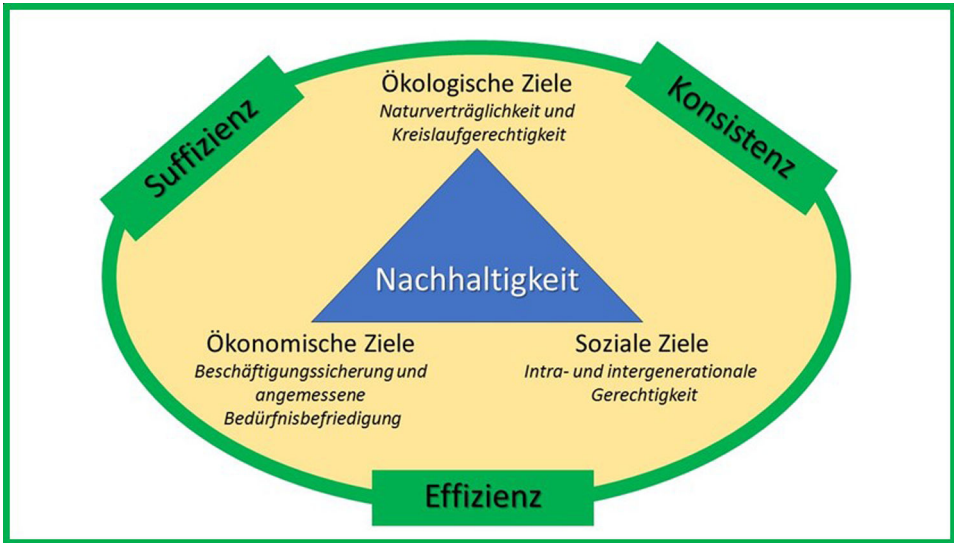 Suffizienz
Konsistenz
Ökologische Ziele
Naturverträglichkeit und
Kreislaufgerechtigkeit
Nachhaltigkeit
Ökonomische Ziele
Beschäftigungssicherung und
angemessene
Bedürfnisbefriedigung
Soziale Ziele
Intra- und intergenerationale
Gerechtigkeit
Effizienz